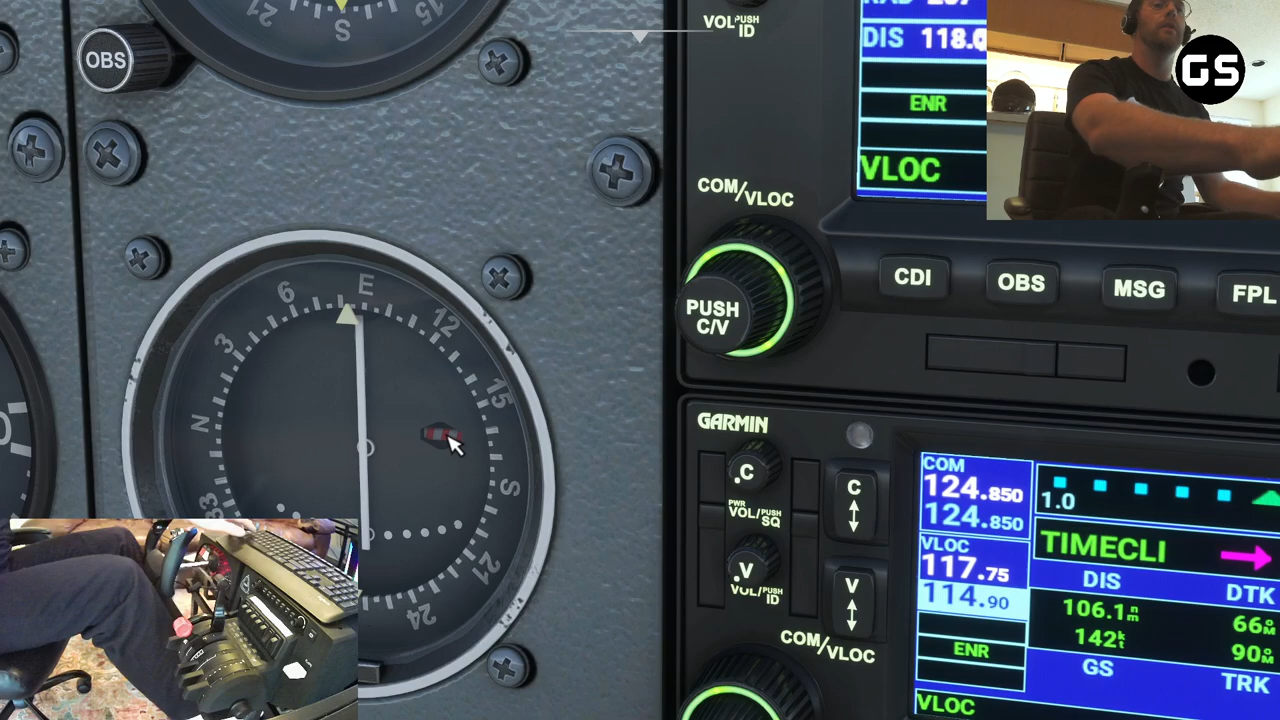 21
S
15
OBS
VOL PUSH ID
DIS 118.0
ENR
VLOC
GS
COM/VLOC
PUSH C/V
CDI
OBS
MSG
FPL
6
E
12
3
15
N
S
33
21
24
GARMIN
.C
PWR VOL/PUSH SQ
.V
VOL/PUSH ID
C
V
COM/VLOC
COM
124.850
124.850
VLOC
117.75
114.90
ENR
VLOC
1.0
TIMECLI
DIS DTK
106.1nm 66°M
142kt 90°M
GS TRK